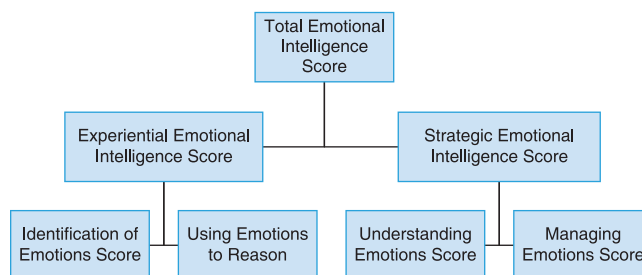 Total Emotional
Intelligence
Score
Experiential Emotional
Intelligence Score
Strategic Emotional
Intelligence Score
Identification of
Emotions Score
Using Emotions
to Reason
Understanding
Emotions Score
Managing
Emotions Score